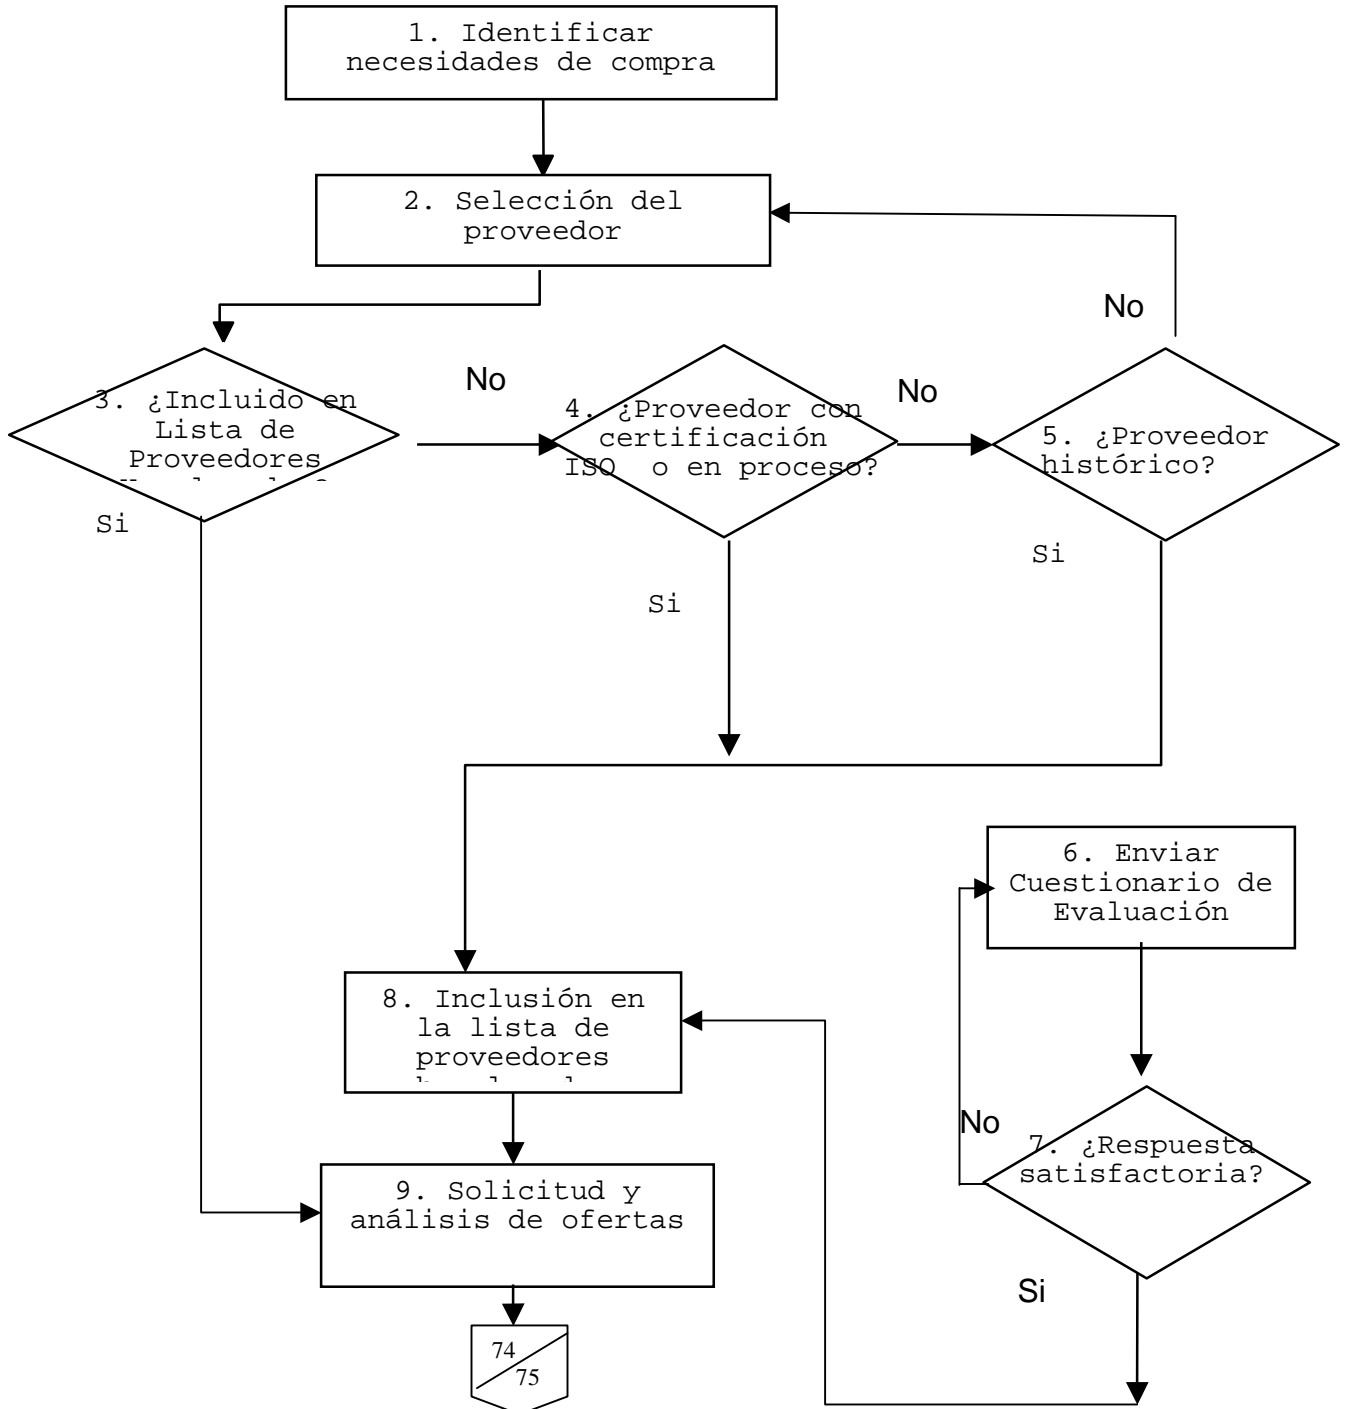 1. Identificar
necesidades de compra
2. Selección del
proveedor
No
3. ¿Incluido en
Lista de
Proveedores
No
4. ¿Proveedor con
certificación
ISO o en proceso?
No
5. ¿Proveedor
histórico?
Si
Si
Si
6. Enviar
Cuestionario de
Evaluación
8. Inclusión en
la lista de
proveedores
No
7. ¿Respuesta
satisfactoria?
9. Solicitud y
análisis de ofertas
Si
74
75